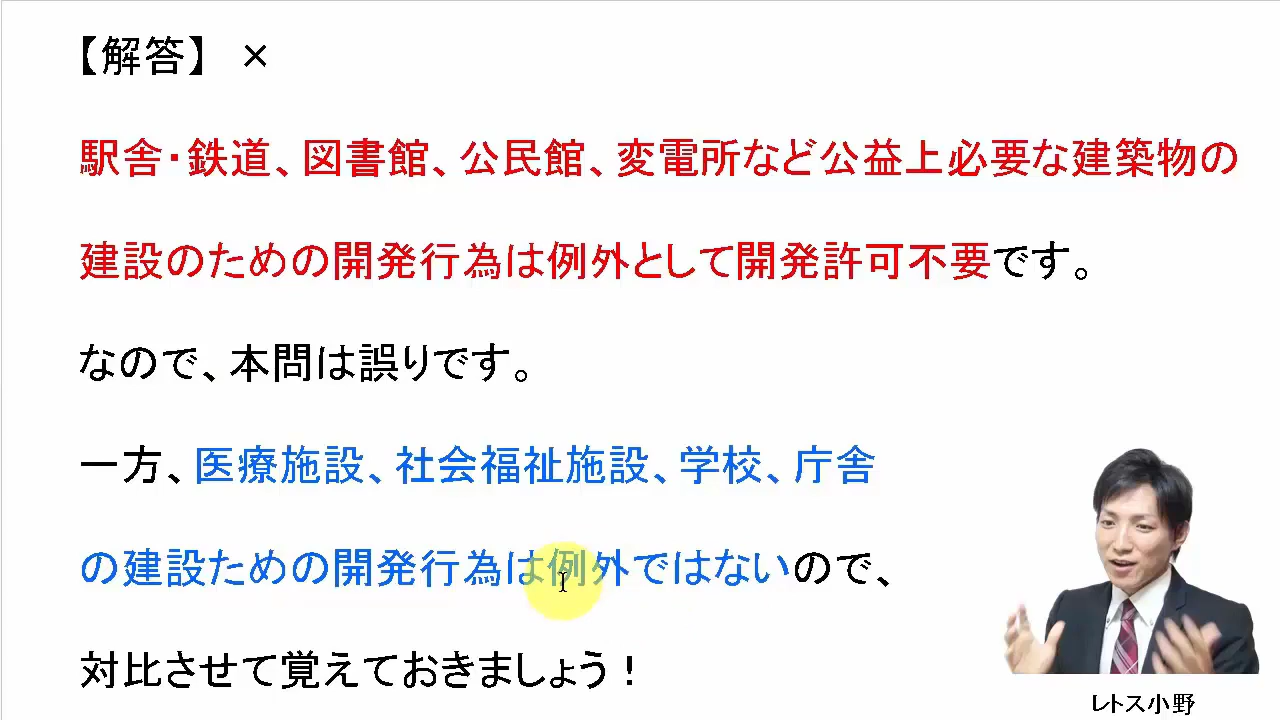 【解答】　×
駅舎・鉄道、図書館、公民館、変電所など公益上必要な建築物の
建設のための開発行為は例外として開発許可不要です。
なので、本問は誤りです。
一方、医療施設、社会福祉施設、学校、庁舎
の建設ための開発行為は例外ではないので、
対比させて覚えておきましょう！
レトス小野